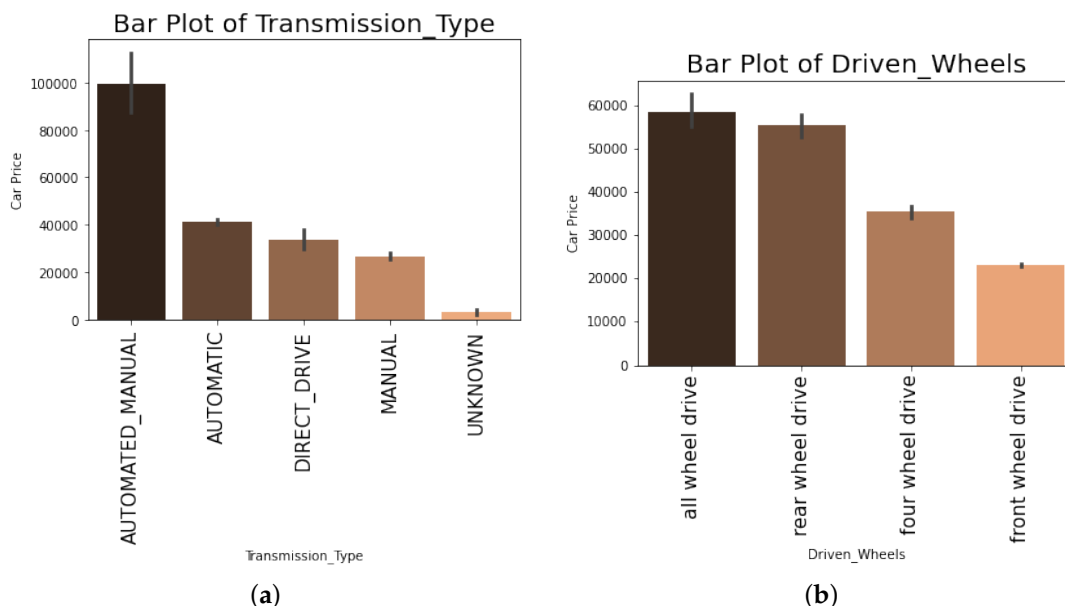 Bar Plot of Transmission_Type
100000
80000
60000
40000
20000
0
Car Price
AUTOMATED_MANUAL
AUTOMATIC
DIRECT_DRIVE
MANUAL
UNKNOWN
Transmission_Type
(a)
Bar Plot of Driven_Wheels
60000
50000
40000
30000
20000
10000
0
Car Price
all wheel drive
rear wheel drive
four wheel drive
front wheel drive
Driven_Wheels
(b)